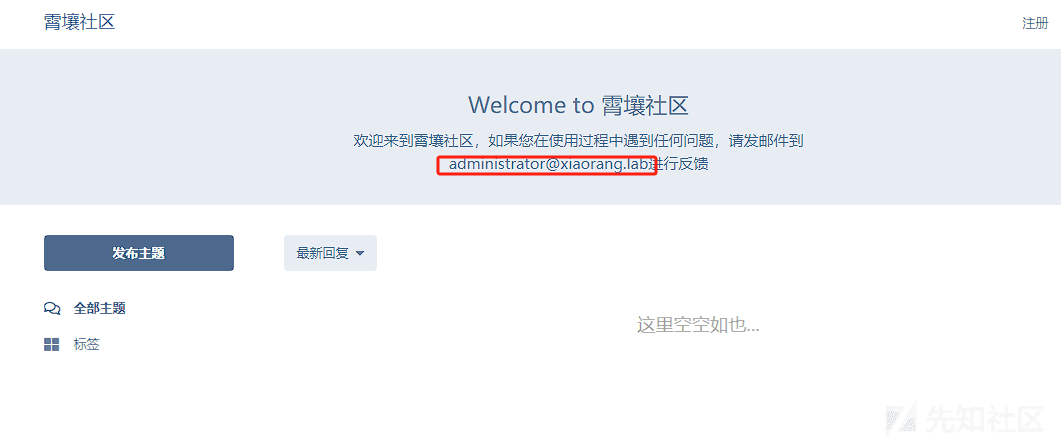 霄壤社区
注册
Welcome to 霄壤社区
欢迎来到霄壤社区，如果您在使用过程中遇到任何问题，请发邮件到
administrator@xiaorang.lab进行反馈
发布主题
最新回复
全部主题
这里空空如也...
标签
先知社区